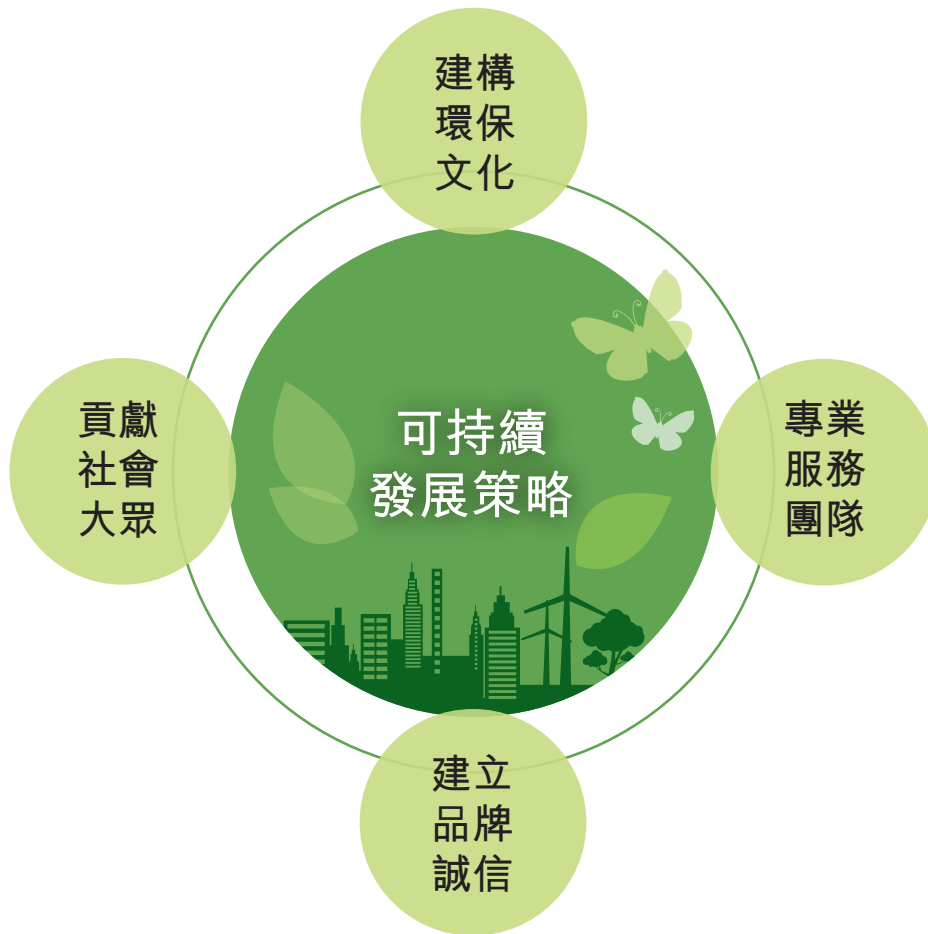 建構
環保
文化
貢獻
社會
大眾
可持續
發展策略
專業
服務
團隊
建立
品牌
誠信